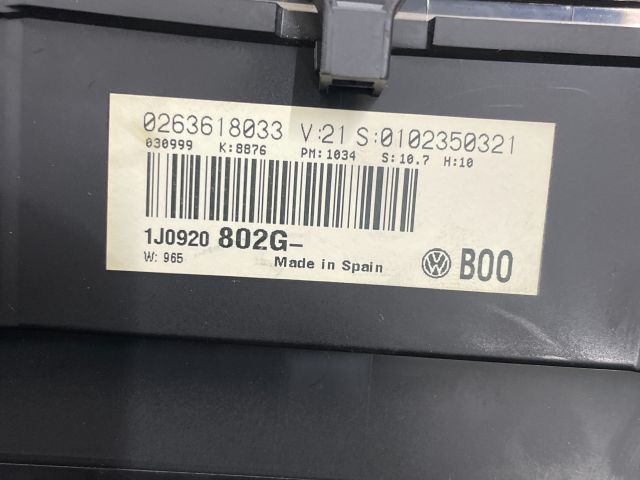 0263618033 V:21 S:0102350321
030999 K:8876 PM:1034 S:10.7 H:10
1J0920 802G-
W: 965 Made in Spain B00